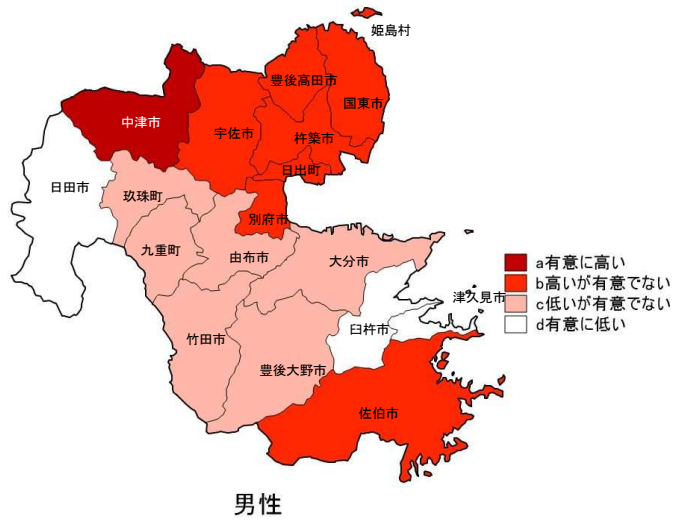 姫島村
豊後高田市
国東市
中津市
宇佐市
杵築市
日出町
日田市
玖珠町
別府市
九重町
由布市
大分市
a有意に高い
b高いが有意でない
c低いが有意でない
d有意に低い
津久見市
臼杵市
竹田市
豊後大野市
佐伯市
男性